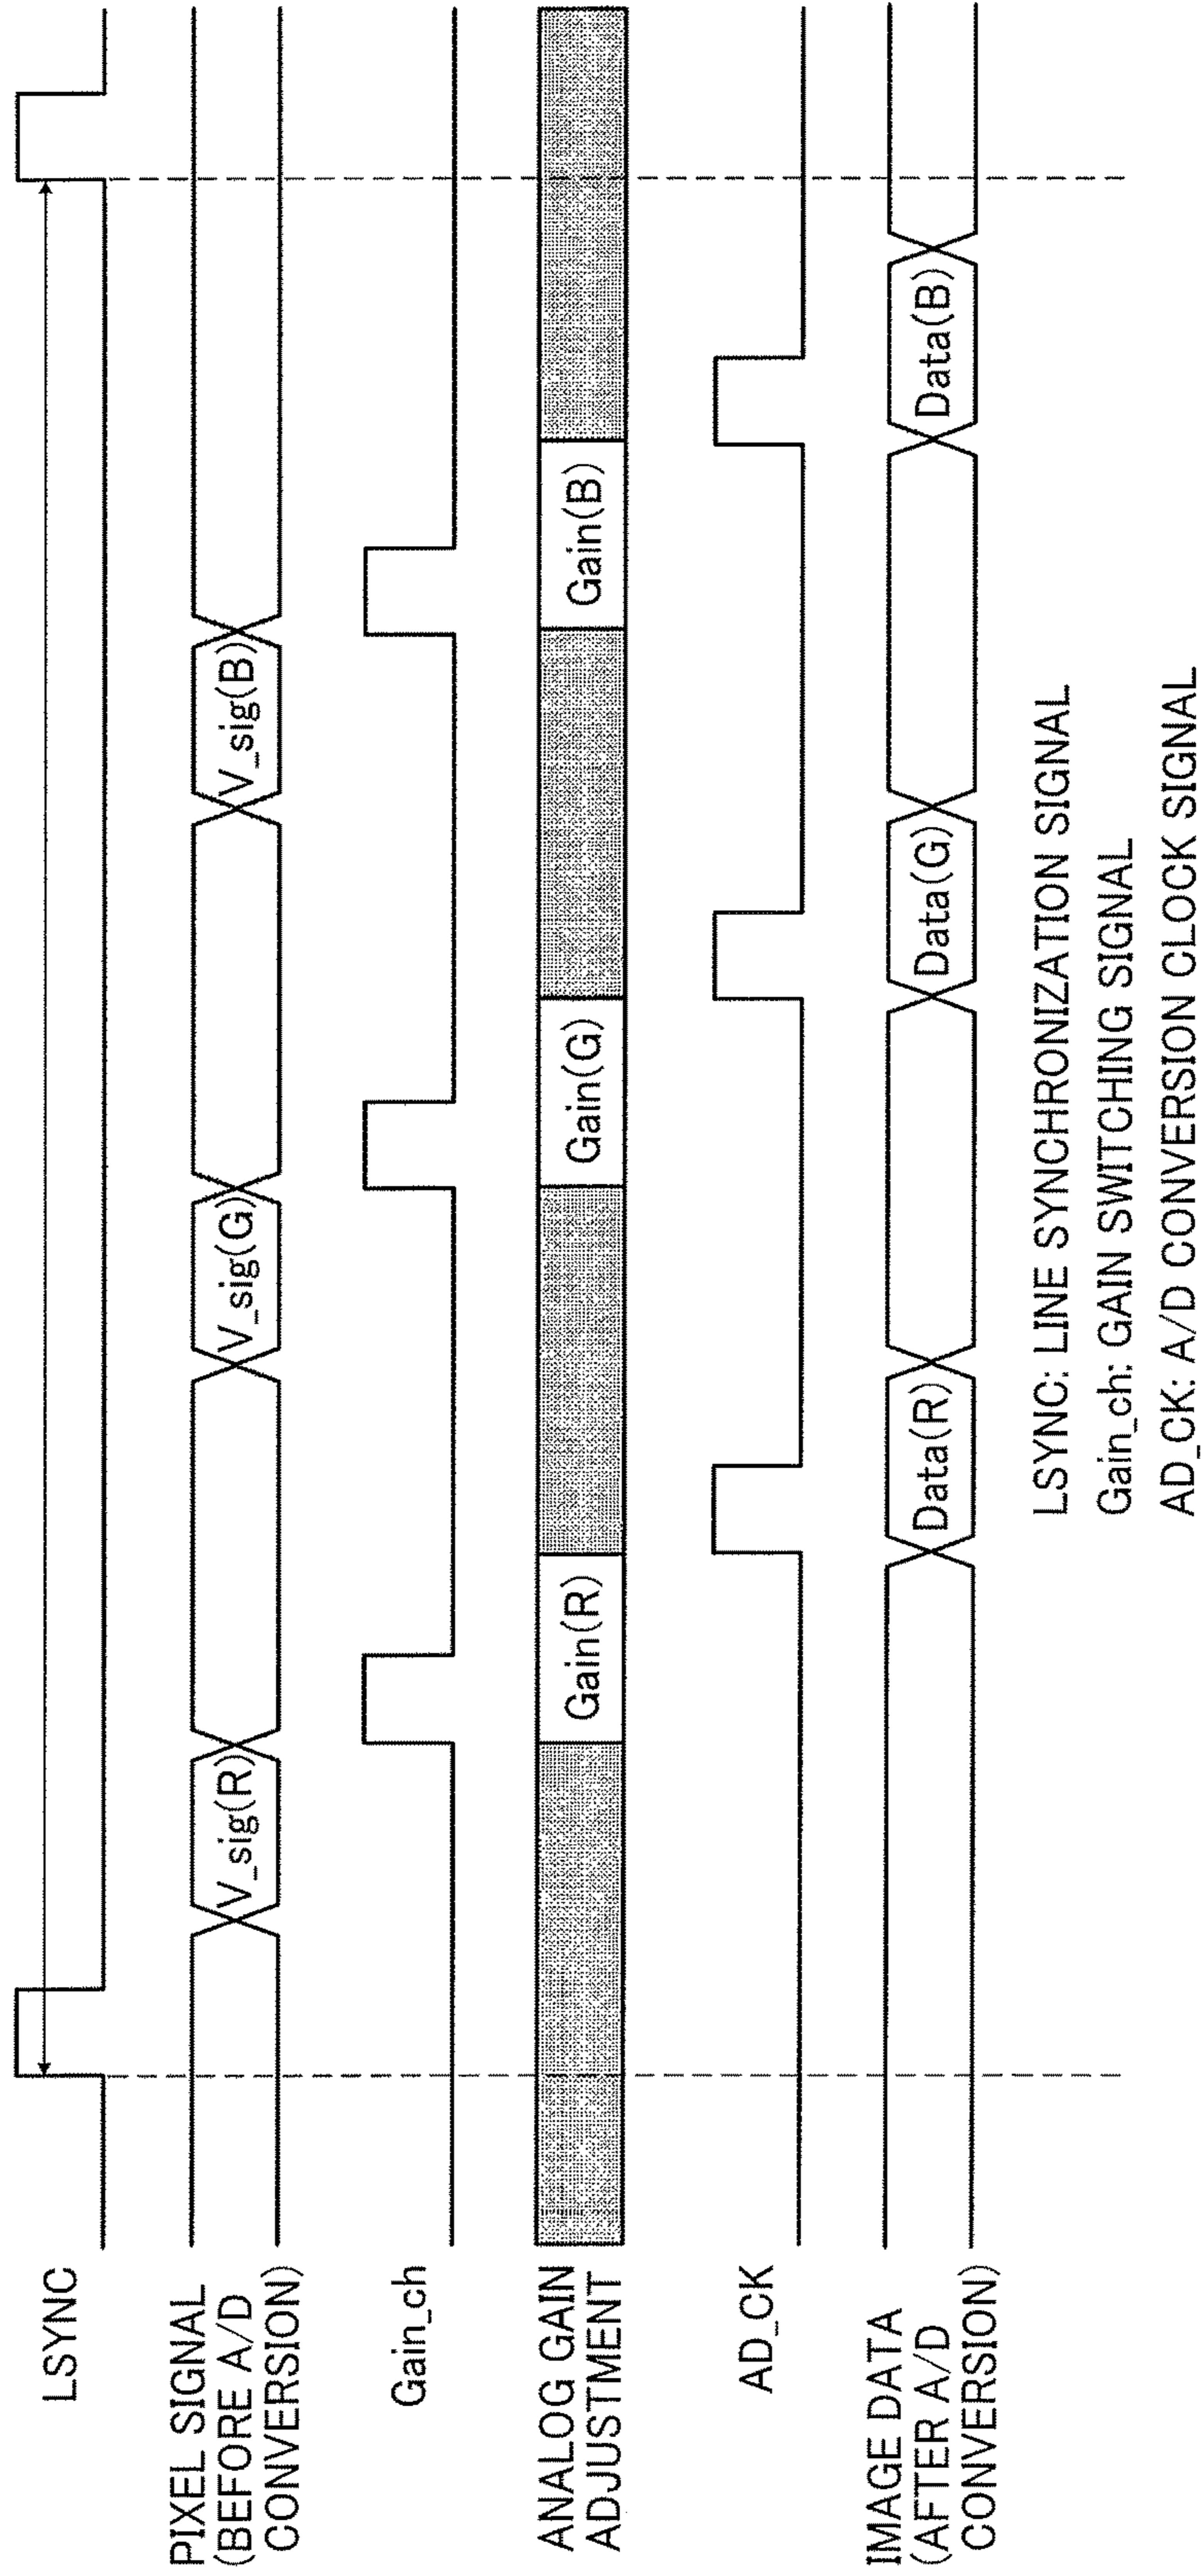 LSYNC
PIXEL SIGNAL
(BEFORE A/D
CONVERSION)
V_sig(R)
V_sig(G)
V_sig(B)
Gain_ch
ANALOG GAIN
ADJUSTMENT
Gain(R)
Gain(G)
Gain(B)
AD_CK
IMAGE DATA
(AFTER A/D
CONVERSION)
Data(R)
Data(G)
Data(B)
LSYNC: LINE SYNCHRONIZATION SIGNAL
Gain_ch: GAIN SWITCHING SIGNAL
AD_CK: A/D CONVERSION CLOCK SIGNAL